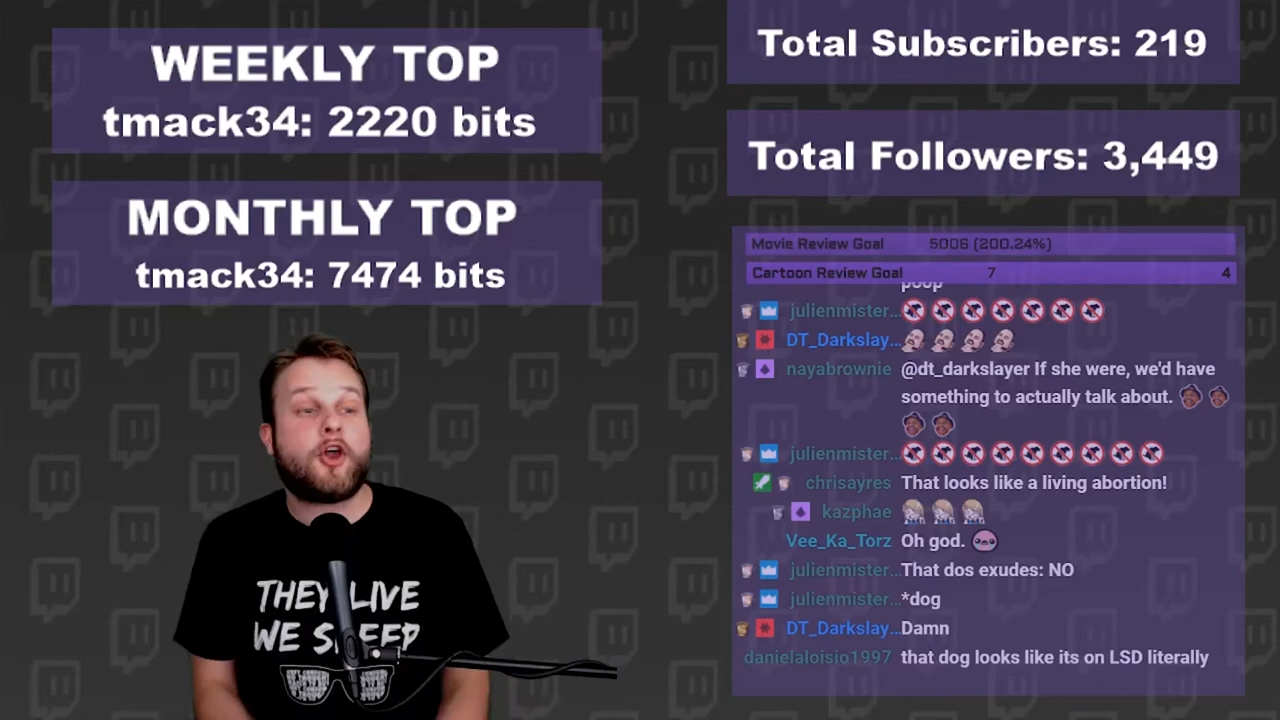 WEEKLY TOP
tmack34: 2220 bits
MONTHLY TOP
tmack34: 7474 bits
THEY LIVE
WE SLEEP
Total Subscribers: 219
Total Followers: 3,449
Movie Review Goal 5006 (200.24%)
Cartoon Review Goal 7 4
poop
julienmister...
DT_Darkslay...
nayabrownie @dt_darkslayer If she were, we'd have
something to actually talk about.
julienmister...
chrisayres That looks like a living abortion!
kazphae
Vee_Ka_Torz Oh god.
julienmister... That dos exudes: NO
julienmister... *dog
DT_Darkslay... Damn
danielaloisio1997 that dog looks like its on LSD literally